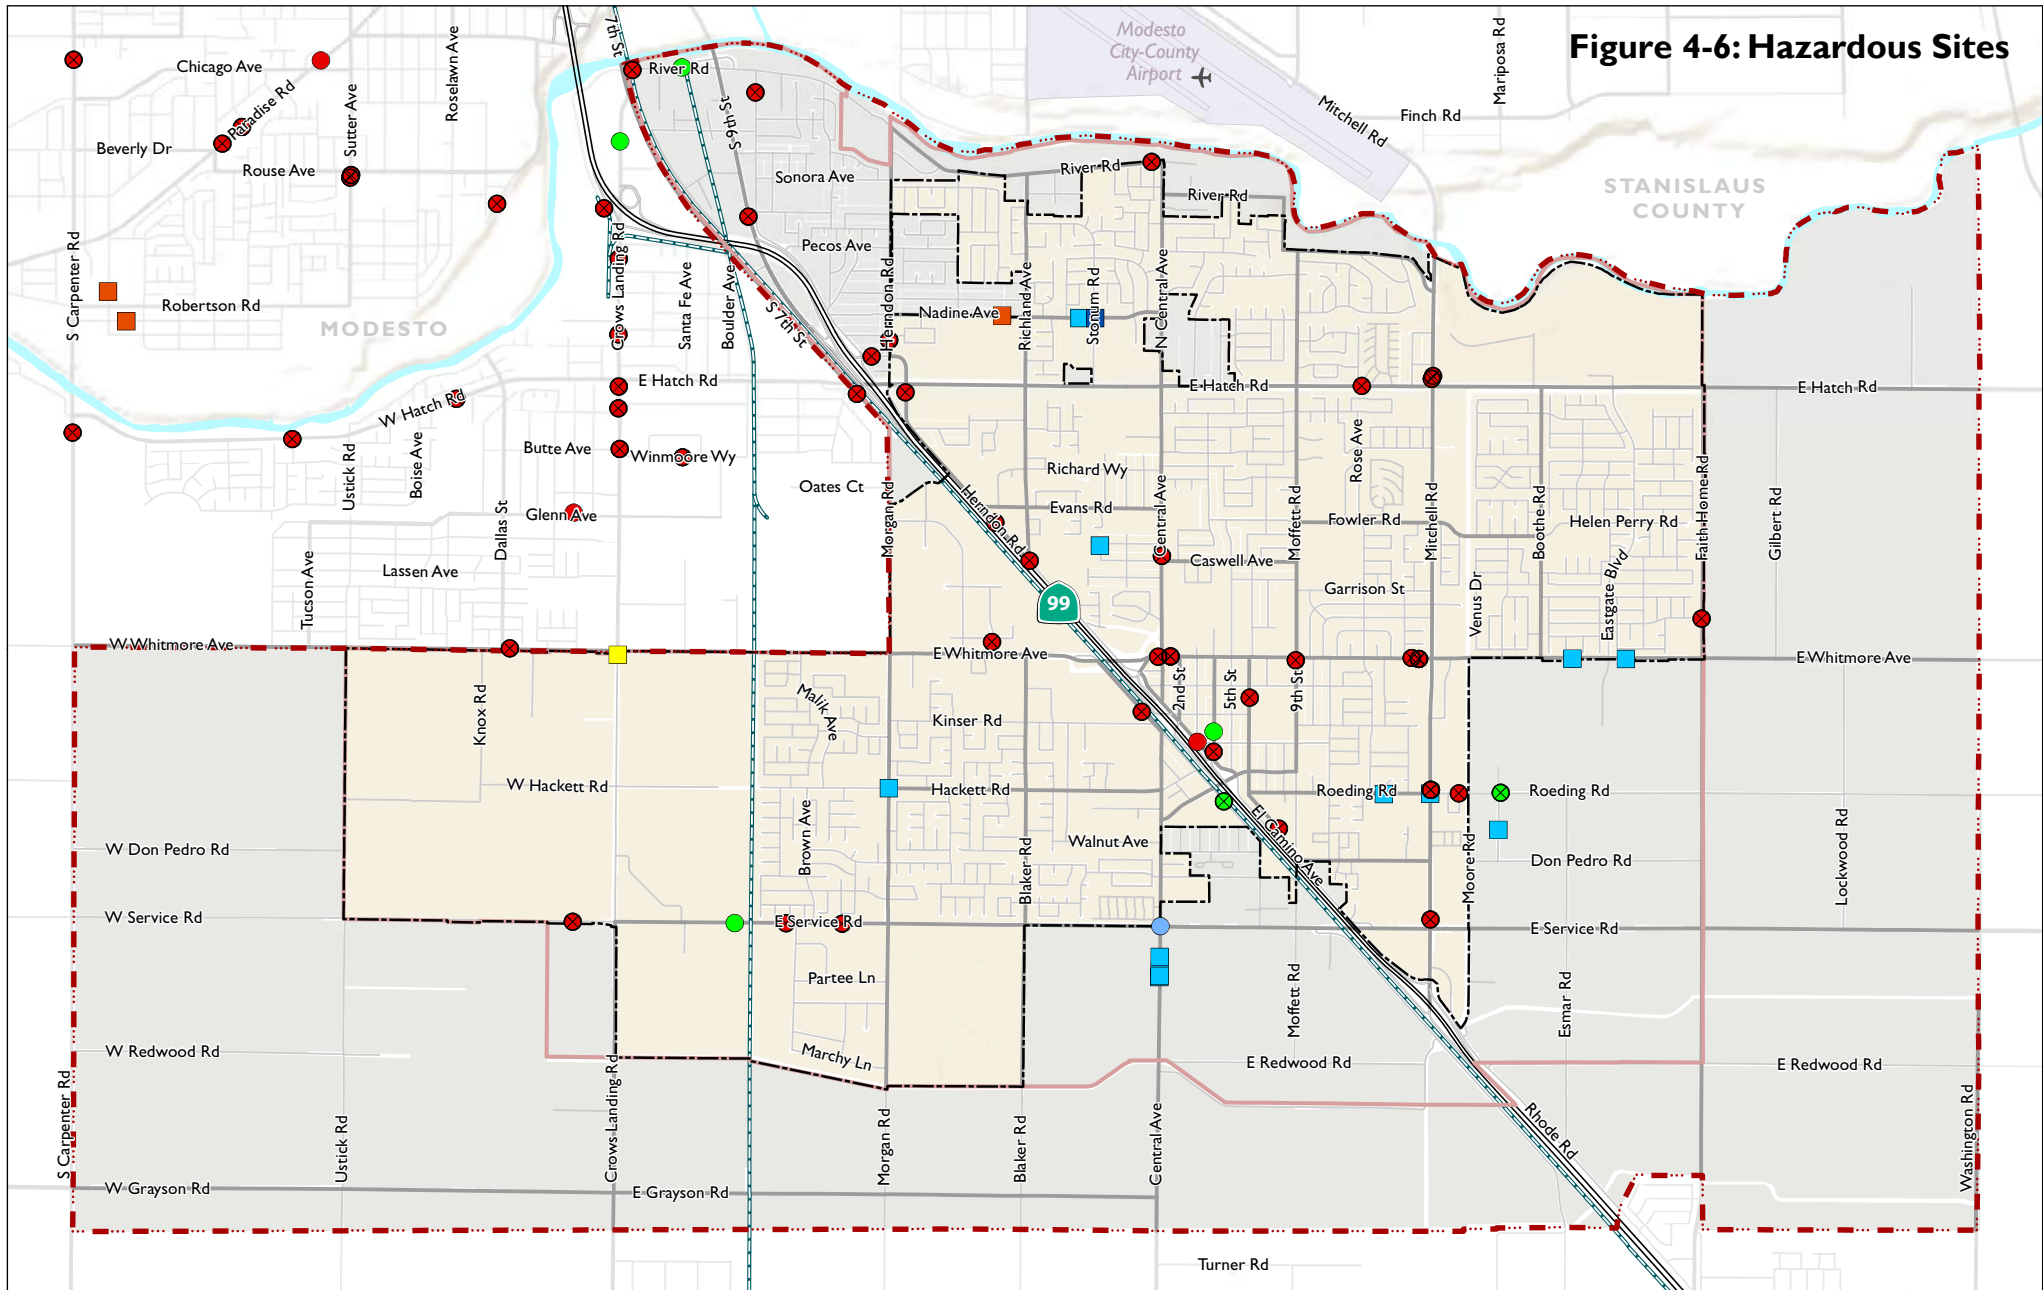 Figure 4-6: Hazardous Sites
Modesto
City-County
Airport
STANISLAUS
COUNTY
MODESTO
99
Chicago Ave
Paradise Rd
Sutter Ave
Roselawn Ave
7th St
River Rd
S 9th St
Mitchell Rd
Finch Rd
Mariposa Rd
Beverly Dr
Rouse Ave
Sonora Ave
River Rd
River Rd
S Carpenter Rd
Robertson Rd
Crows Landing Rd
Santa Fe Ave
Boulder Ave
S 7th St
Pecos Ave
Herndon Rd
Nadine Ave
Richland Ave
Stonum Rd
N Central Ave
E Hatch Rd
E Hatch Rd
E Hatch Rd
W Hatch Rd
Ustick Rd
Boise Ave
Butte Ave
Winmoore Wy
Oates Ct
Morgan Rd
Herndon Rd
Richard Wy
Evans Rd
Central Ave
Caswell Ave
Moffett Rd
Rose Ave
Fowler Rd
Garrison St
Mitchell Rd
Venus Dr
Boothe Rd
Helen Perry Rd
Eastgate Blvd
Faith Home Rd
Gilbert Rd
Glenn Ave
Dallas St
Lassen Ave
Tucson Ave
W Whitmore Ave
E Whitmore Ave
E Whitmore Ave
Knox Rd
Malik Ave
Kinser Rd
2nd St
5th St
9th St
W Hackett Rd
Hackett Rd
Roeding Rd
Roeding Rd
Brown Ave
Blaker Rd
Walnut Ave
El Camino Ave
Moore Rd
Don Pedro Rd
Lockwood Rd
W Don Pedro Rd
W Service Rd
E Service Rd
E Service Rd
Partee Ln
Moffett Rd
Esmar Rd
W Redwood Rd
Marchy Ln
E Redwood Rd
E Redwood Rd
S Carpenter Rd
Ustick Rd
Crows Landing Rd
Morgan Rd
Blaker Rd
Central Ave
Rhode Rd
Washington Rd
W Grayson Rd
E Grayson Rd
Turner Rd